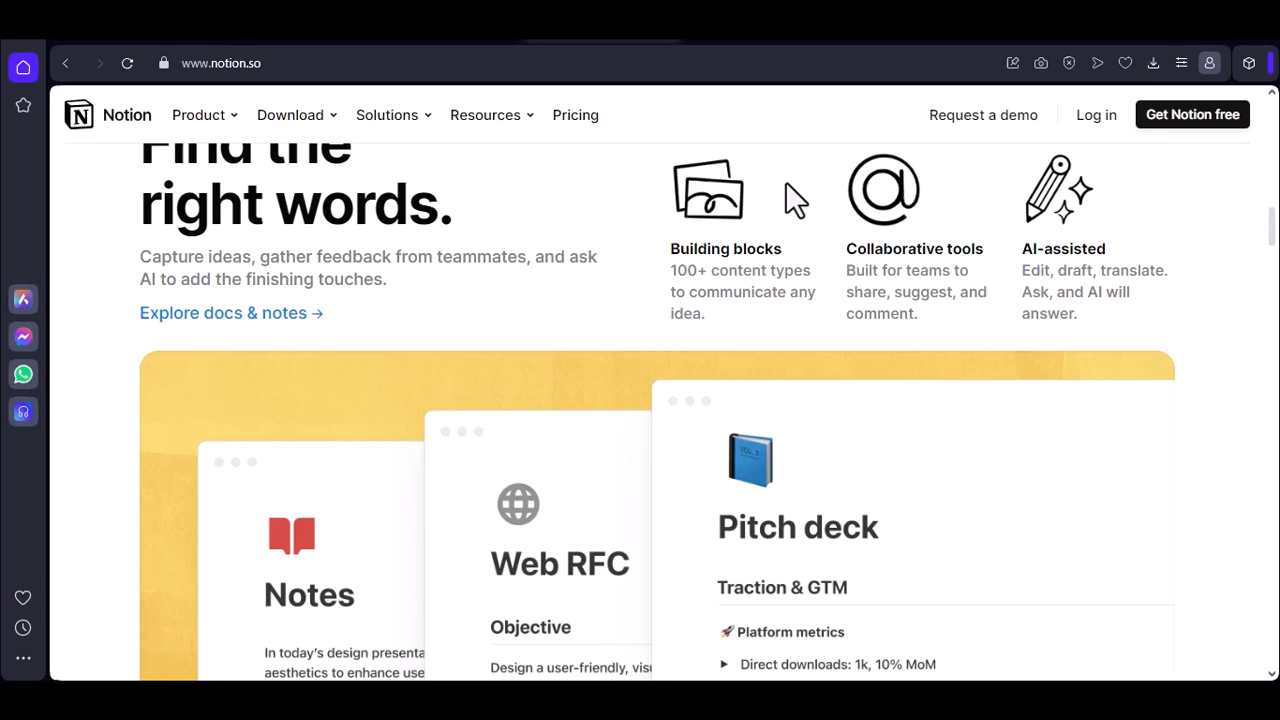 www.notion.so
Notion Product Download Solutions Resources Pricing Request a demo Log in Get Notion free
Find the
right words.
Capture ideas, gather feedback from teammates, and ask
AI to add the finishing touches.
Explore docs & notes →
Building blocks
100+ content types
to communicate any
idea.
Collaborative tools
Built for teams to
share, suggest, and
comment.
AI-assisted
Edit, draft, translate.
Ask, and AI will
answer.
Notes
In today's design presenta
aesthetics to enhance use
Web RFC
Objective
Design a user-friendly, visu
Pitch deck
Traction & GTM
🚀 Platform metrics
▶ Direct downloads: 1k, 10% MoM